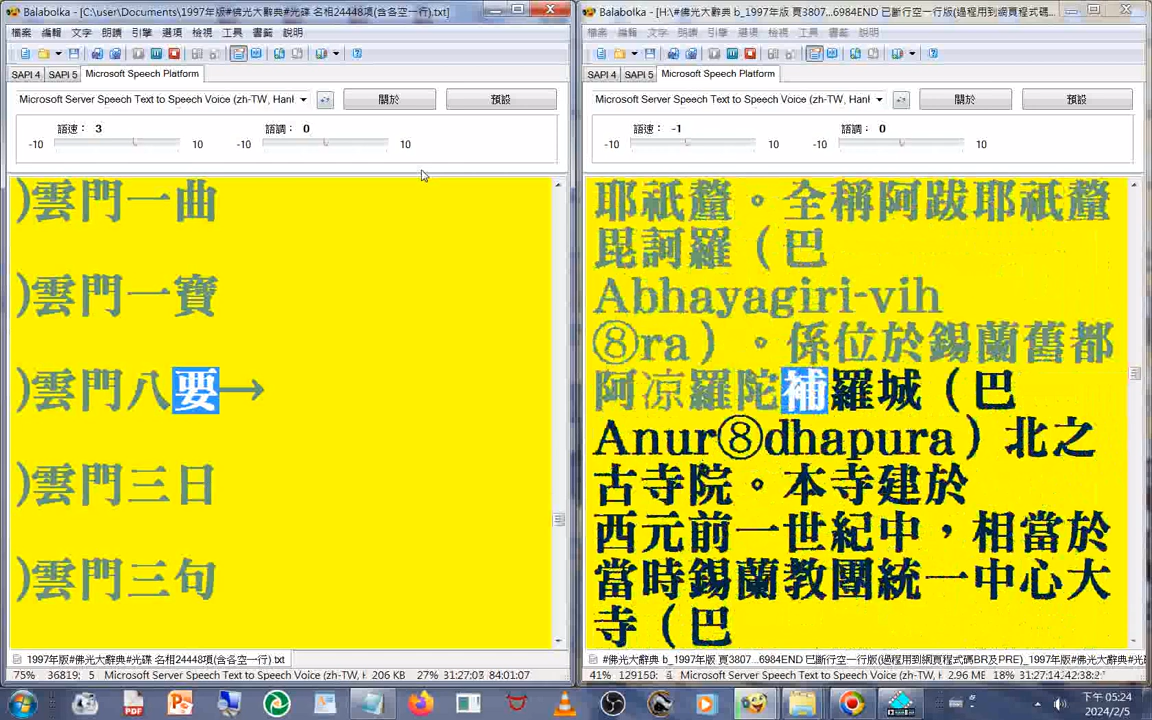 Balabolka - [C:\user\Documents\1997年版#佛光大辭典#光碟 名相24448項(含各空一行).txt]
檔案 編輯 文字 朗讀 引擎 選項 檢視 工具 書籤 說明
SAPI 4 SAPI 5 Microsoft Speech Platform
Microsoft Server Speech Text to Speech Voice (zh-TW, Han
關於 預設
語速： 3 語調： 0
-10 10 -10 10
)雲門一曲
)雲門一寶
)雲門八要→
)雲門三日
)雲門三句
1997年版#佛光大辭典#光碟 名相24448項(含各空一行).txt
75% 36819; 5 Microsoft Server Speech Text to Speech Voice (zh-TW, H 206 KB 27% 31:27:03 84:01:07
Balabolka - [H:\#佛光大辭典 b_1997年版 頁3807...6984END 已斷行空一行版(過程用到網頁程式碼...
檔案 編輯 文字 朗讀 引擎 選項 檢視 工具 書籤 說明
SAPI 4 SAPI 5 Microsoft Speech Platform
Microsoft Server Speech Text to Speech Voice (zh-TW, Han
關於 預設
語速： -1 語調： 0
-10 10 -10 10
耶祇釐。全稱阿跋耶祇釐
毘訶羅（巴
Abhayagiri-vih
⑧ra）。係位於錫蘭舊都
阿凉羅陀補羅城（巴
Anur⑧dhapura）北之
古寺院。本寺建於
西元前一世紀中，相當於
當時錫蘭教團統一中心大
寺（巴
#佛光大辭典 b_1997年版 頁3807...6984END 已斷行空一行版(過程用到網頁程式碼BR及PRE)_1997年版#佛光
41% 129150: Microsoft Server Speech Text to Speech Voice (zh-TW, H 2.96 ME 18% 31:27:14 42:38:2
下午 05:24
2024/2/5